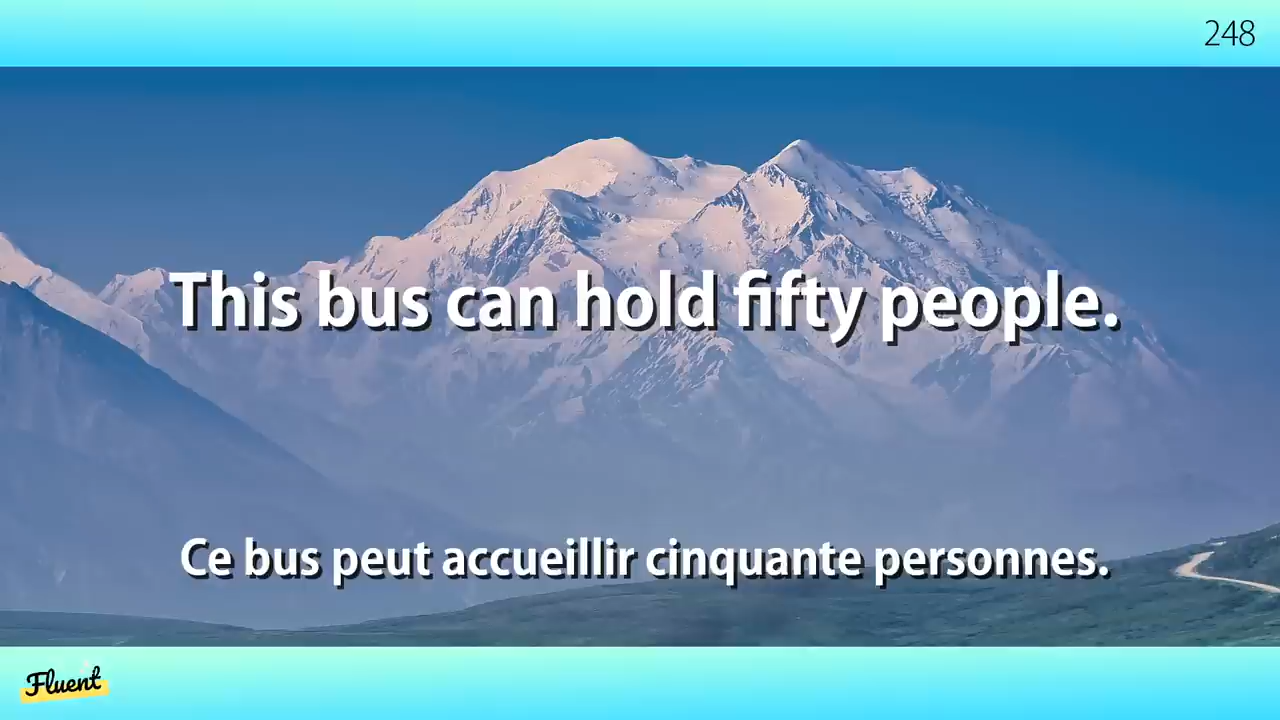 248
This bus can hold fifty people.
Ce bus peut accueillir cinquante personnes.
Fluent